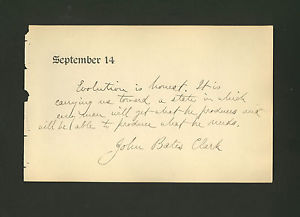 September 14
Evolution is honest. It is
carrying us toward a state in which
every man will get what he produces and
will be able to produce what he needs.
John Bates Clark